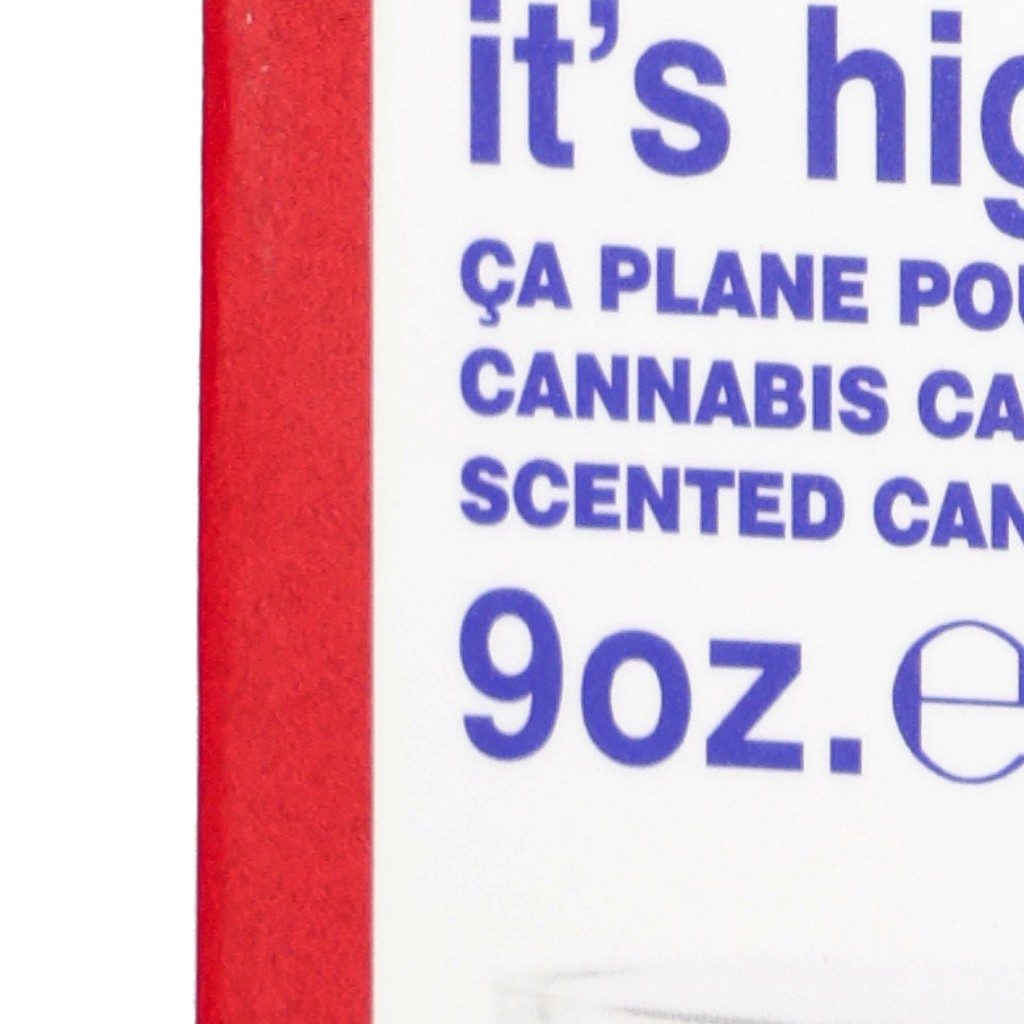 it's hig
ÇA PLANE POU
CANNABIS CA
SCENTED CAN
9oz. ℮